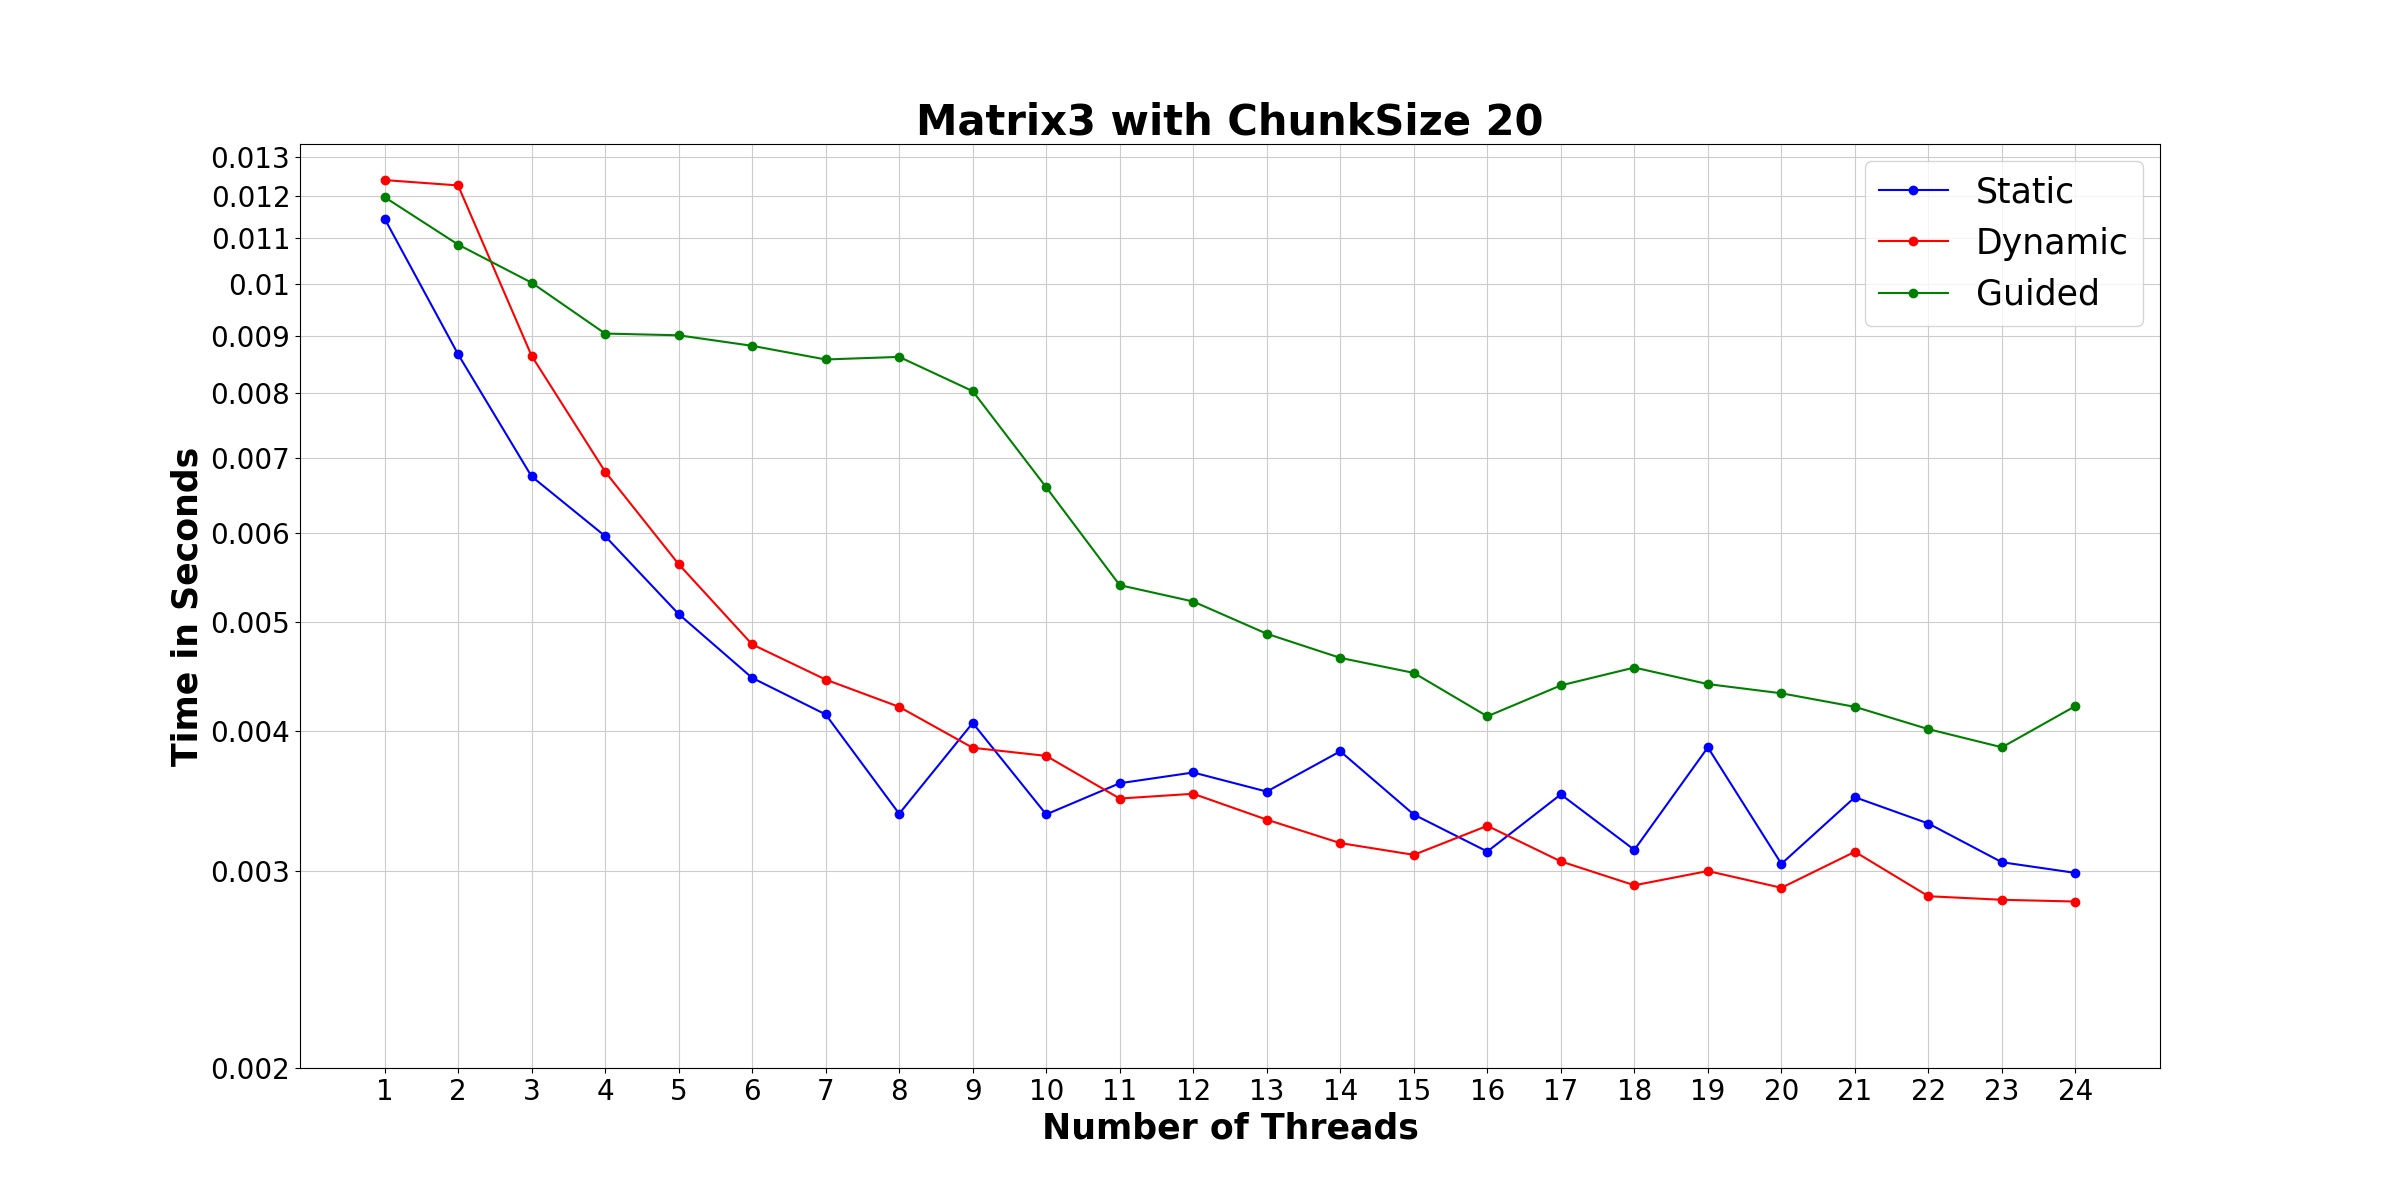 Matrix3 with ChunkSize 20
0.013
0.012
0.011
0.01
0.009
0.008
0.007
0.006
0.005
0.004
0.003
0.002
Time in Seconds
Static
Dynamic
Guided
1 2 3 4 5 6 7 8 9 10 11 12 13 14 15 16 17 18 19 20 21 22 23 24
Number of Threads